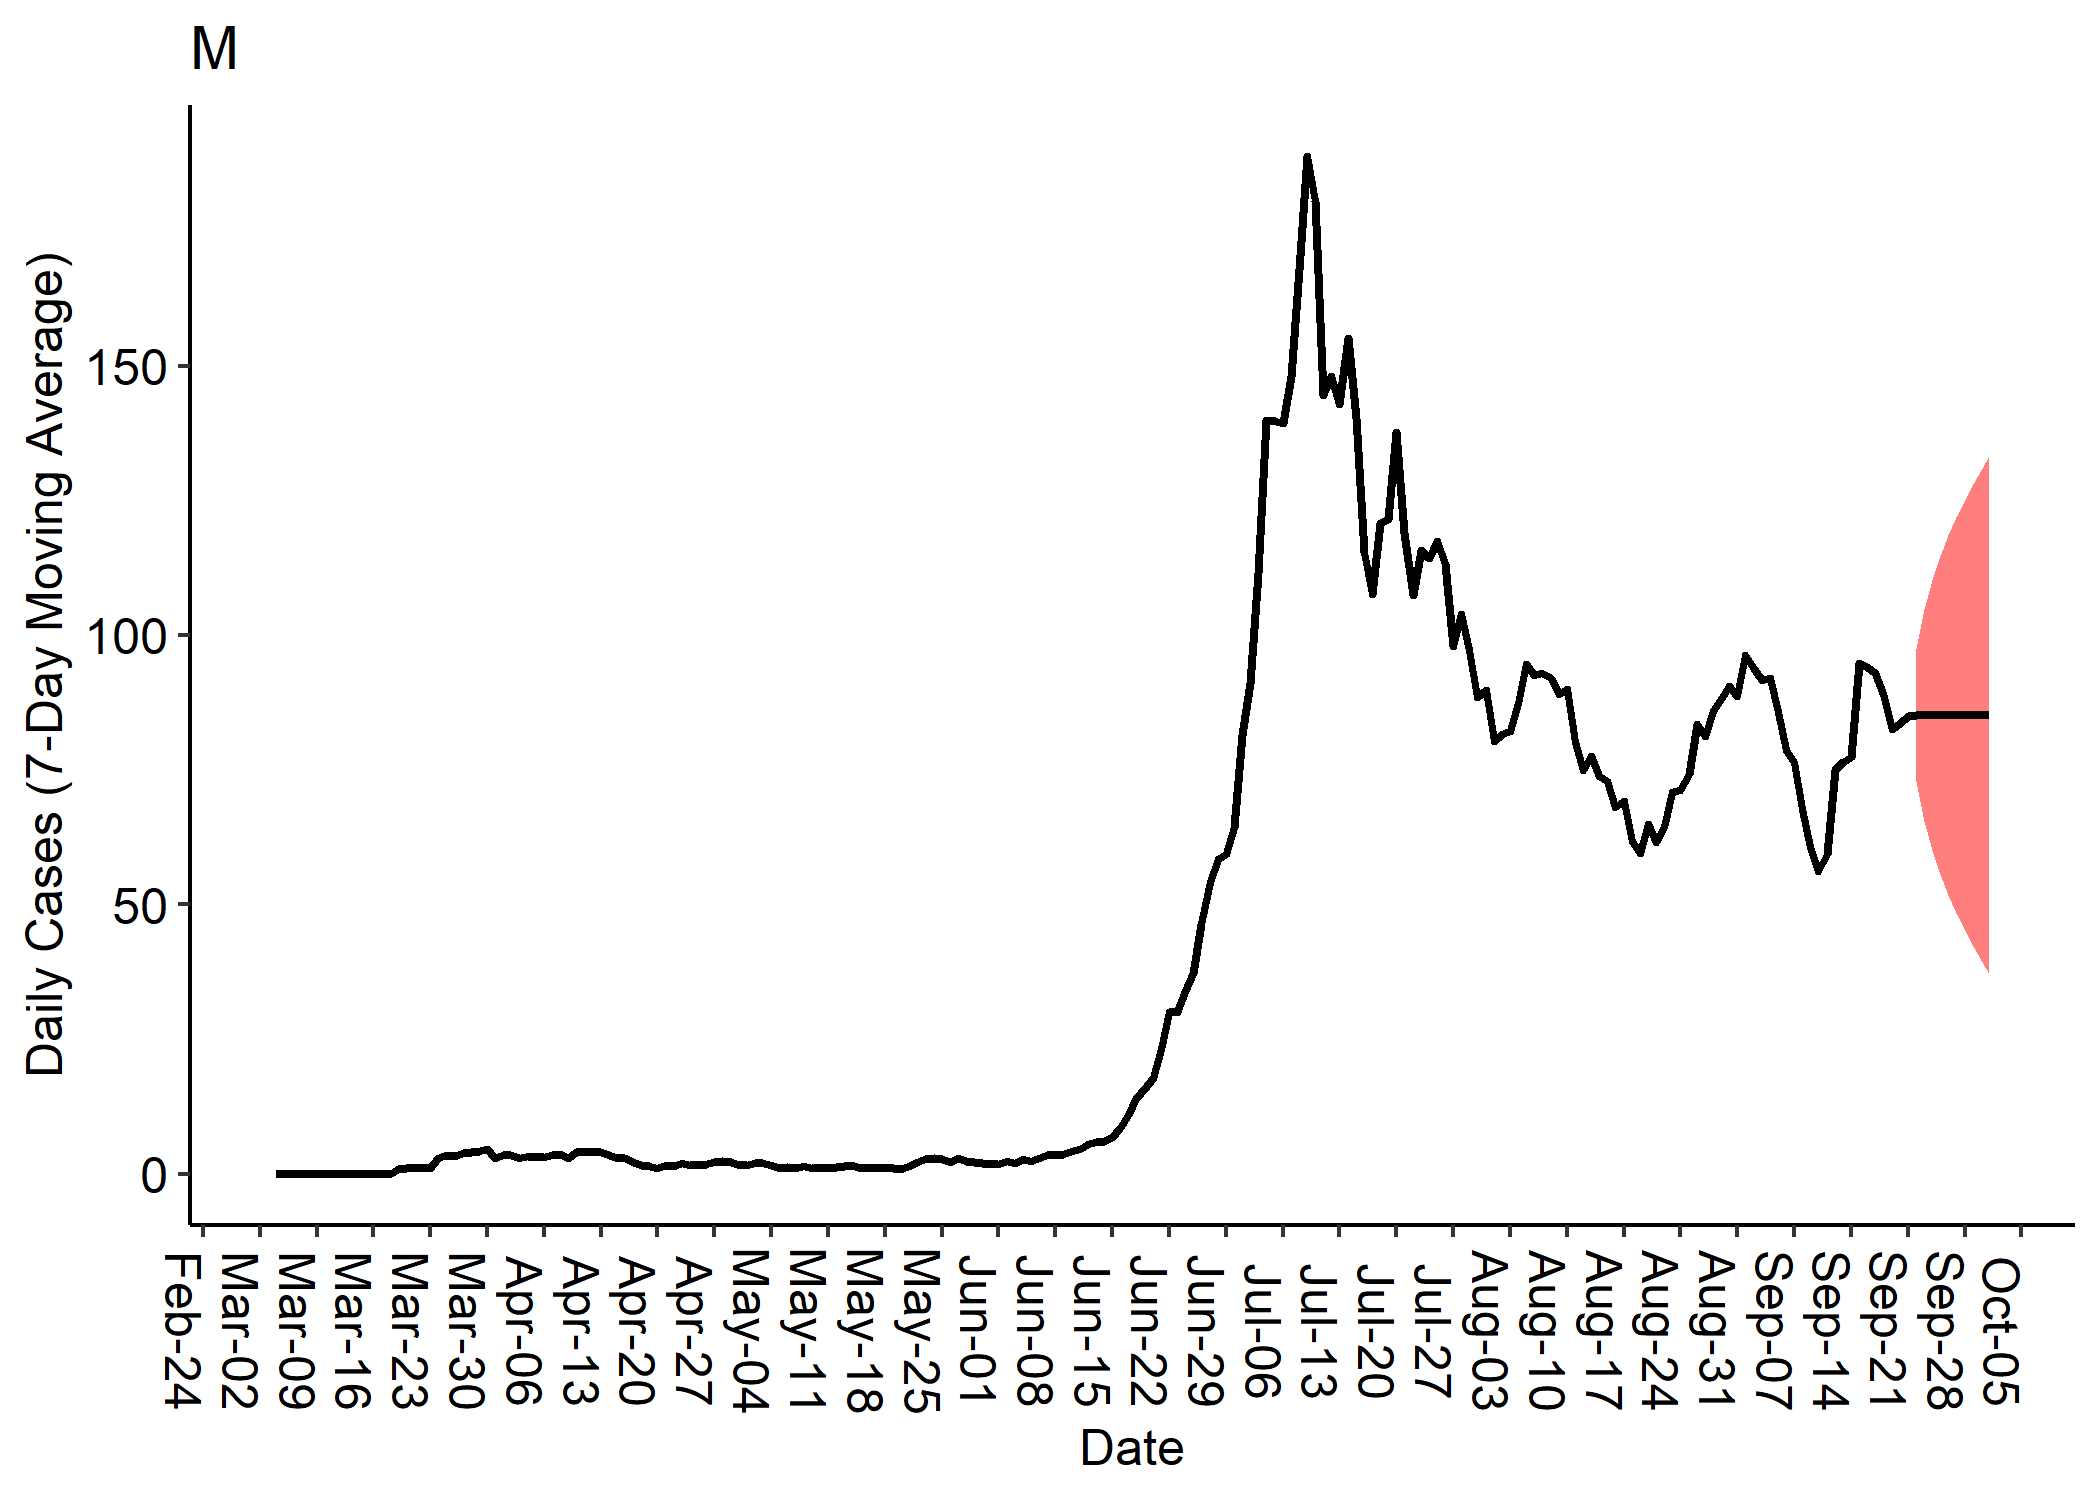 M
Daily Cases (7-Day Moving Average)
150
100
50
0
Feb-24
Mar-02
Mar-09
Mar-16
Mar-23
Mar-30
Apr-06
Apr-13
Apr-20
Apr-27
May-04
May-11
May-18
May-25
Jun-01
Jun-08
Jun-15
Jun-22
Jun-29
Jul-06
Jul-13
Jul-20
Jul-27
Aug-03
Aug-10
Aug-17
Aug-24
Aug-31
Sep-07
Sep-14
Sep-21
Sep-28
Oct-05
Date